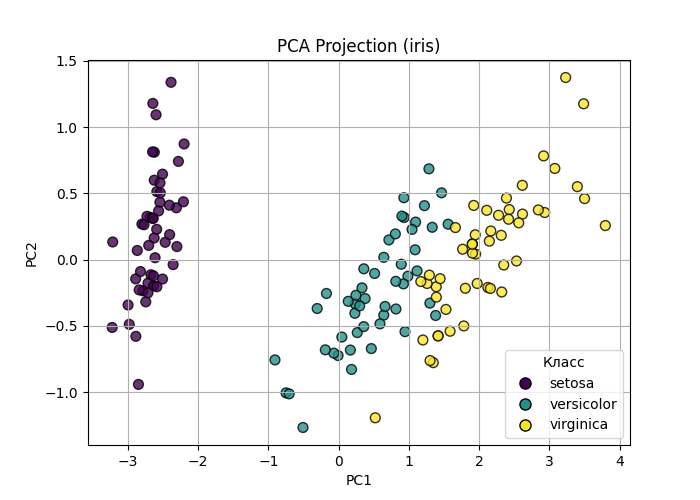 PCA Projection (iris)
1.5
1.0
0.5
0.0
−0.5
−1.0
PC2
−3
−2
−1
0
1
2
3
4
PC1
Класс
setosa
versicolor
virginica